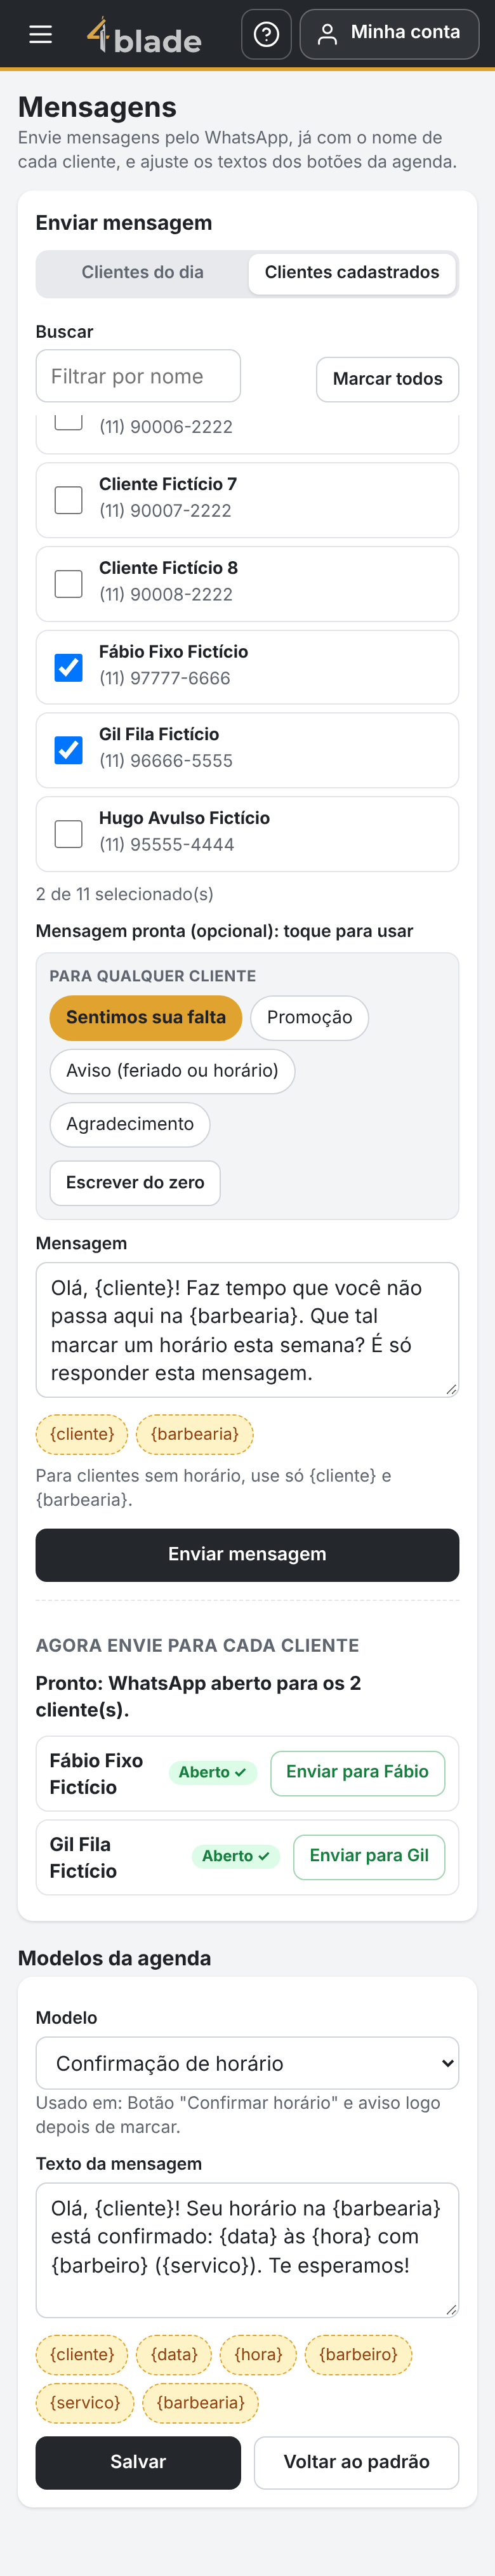 4blade
Minha conta
Mensagens
Envie mensagens pelo WhatsApp, já com o nome de
cada cliente, e ajuste os textos dos botões da agenda.
Enviar mensagem
Clientes do dia
Clientes cadastrados
Buscar
Filtrar por nome
Marcar todos
(11) 90006-2222
Cliente Fictício 7
(11) 90007-2222
Cliente Fictício 8
(11) 90008-2222
Fábio Fixo Fictício
(11) 97777-6666
Gil Fila Fictício
(11) 96666-5555
Hugo Avulso Fictício
(11) 95555-4444
2 de 11 selecionado(s)
Mensagem pronta (opcional): toque para usar
PARA QUALQUER CLIENTE
Sentimos sua falta
Promoção
Aviso (feriado ou horário)
Agradecimento
Escrever do zero
Mensagem
Olá, {cliente}! Faz tempo que você não
passa aqui na {barbearia}. Que tal
marcar um horário esta semana? É só
responder esta mensagem.
{cliente}
{barbearia}
Para clientes sem horário, use só {cliente} e
{barbearia}.
Enviar mensagem
AGORA ENVIE PARA CADA CLIENTE
Pronto: WhatsApp aberto para os 2
cliente(s).
Fábio Fixo
Fictício
Aberto ✓
Enviar para Fábio
Gil Fila
Fictício
Aberto ✓
Enviar para Gil
Modelos da agenda
Modelo
Confirmação de horário
Usado em: Botão "Confirmar horário" e aviso logo
depois de marcar.
Texto da mensagem
Olá, {cliente}! Seu horário na {barbearia}
está confirmado: {data} às {hora} com
{barbeiro} ({servico}). Te esperamos!
{cliente}
{data}
{hora}
{barbeiro}
{servico}
{barbearia}
Salvar
Voltar ao padrão